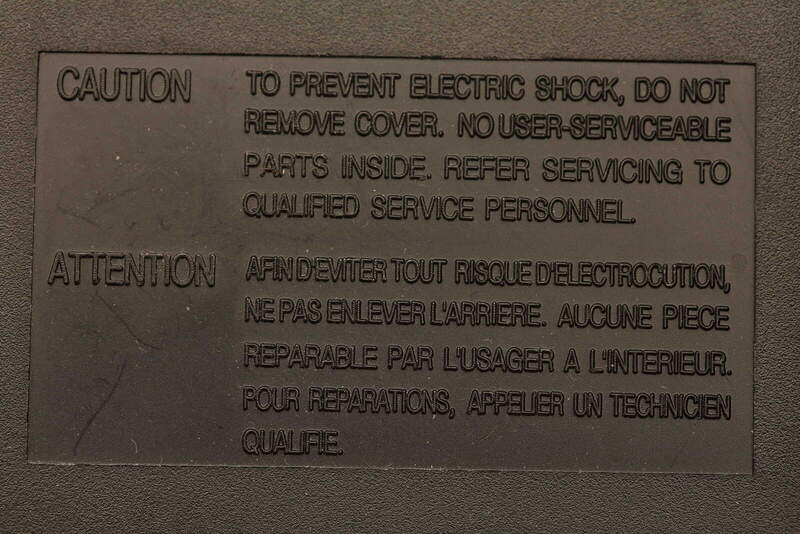 CAUTION TO PREVENT ELECTRIC SHOCK, DO NOT
REMOVE COVER. NO USER-SERVICEABLE
PARTS INSIDE. REFER SERVICING TO
QUALIFIED SERVICE PERSONNEL.
ATTENTION AFIN D'EVITER TOUT RISQUE D'ELECTROCUTION,
NE PAS ENLEVER L'ARRIERE. AUCUNE PIECE
REPARABLE PAR L'USAGER A L'INTERIEUR.
POUR REPARATIONS, APPELIER UN TECHNICIEN
QUALIFIE.